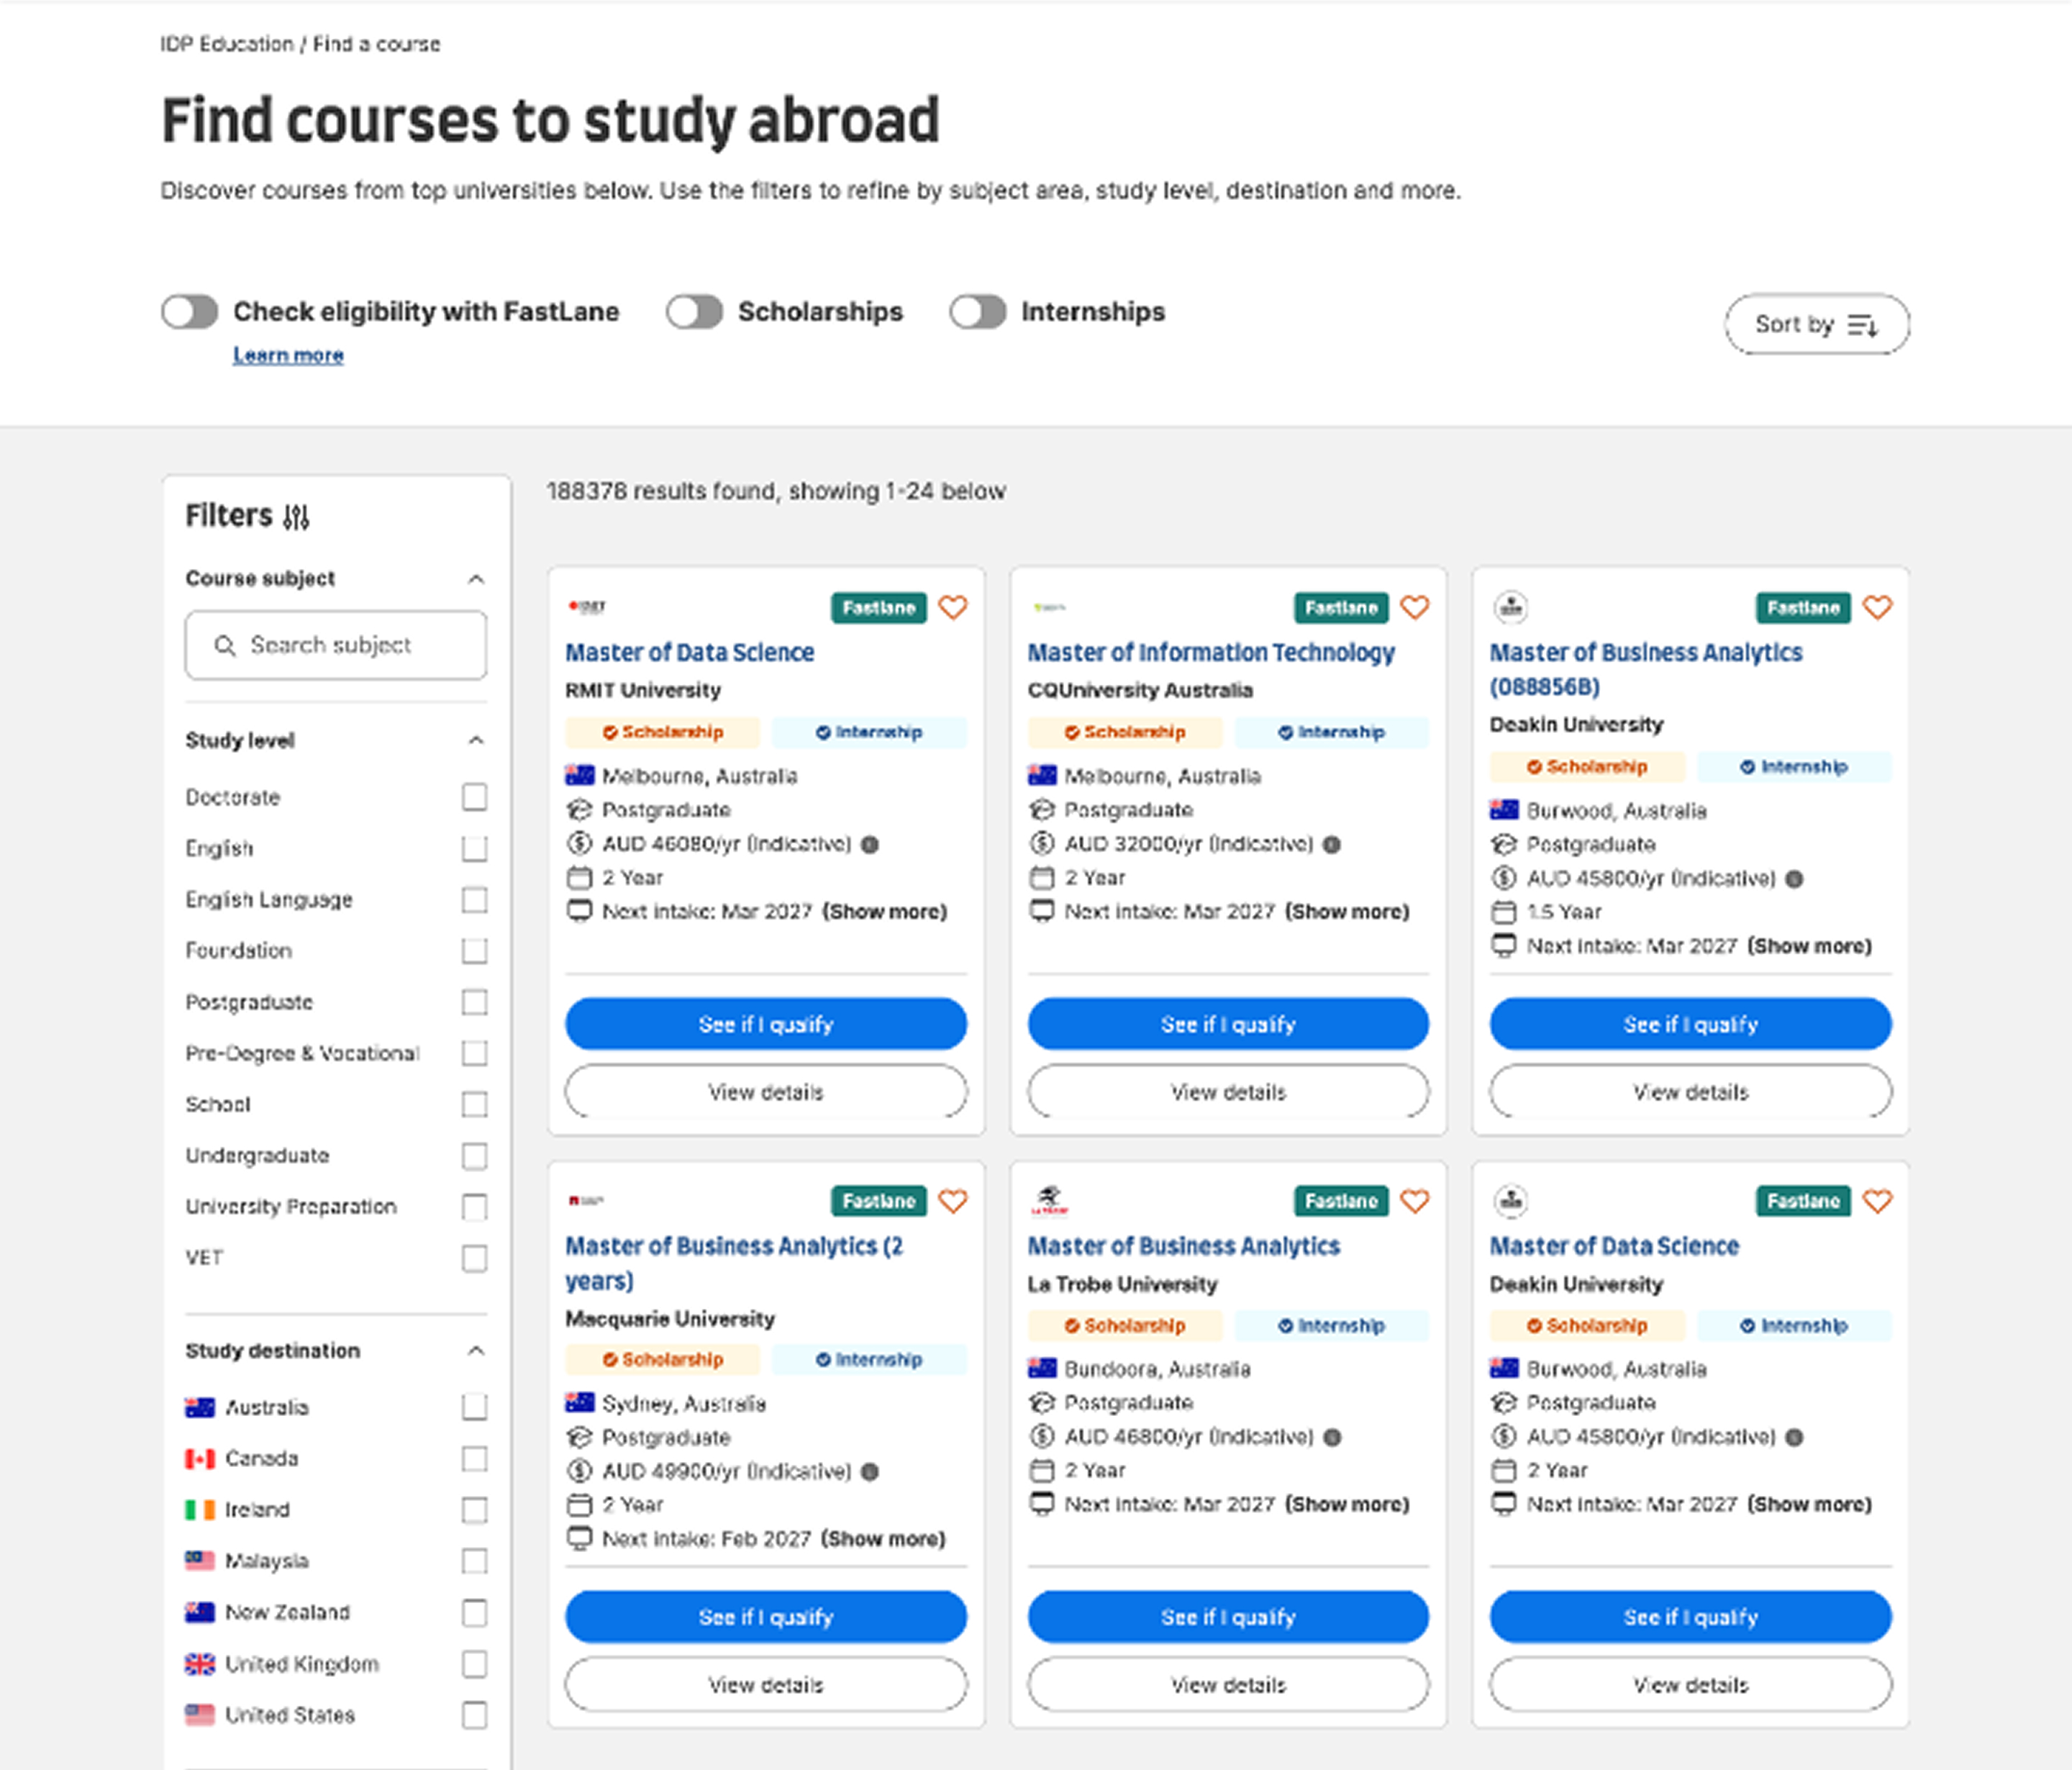 IDP Education / Find a course
Find courses to study abroad
Discover courses from top universities below. Use the filters to refine by subject area, study level, destination and more.
Check eligibility with FastLane
Learn more
Scholarships
Internships
Sort by
Filters
Course subject
Search subject
Study level
Doctorate
English
English Language
Foundation
Postgraduate
Pre-Degree & Vocational
School
Undergraduate
University Preparation
VET
Study destination
Australia
Canada
Ireland
Malaysia
New Zealand
United Kingdom
United States
188378 results found, showing 1-24 below
Fastlane
Master of Data Science
RMIT University
Scholarship Internship
Melbourne, Australia
Postgraduate
AUD 46080/yr (Indicative)
2 Year
Next intake: Mar 2027 (Show more)
See if I qualify
View details
Fastlane
Master of Information Technology
CQUniversity Australia
Scholarship Internship
Melbourne, Australia
Postgraduate
AUD 32000/yr (Indicative)
2 Year
Next intake: Mar 2027 (Show more)
See if I qualify
View details
Fastlane
Master of Business Analytics
(088856B)
Deakin University
Scholarship Internship
Burwood, Australia
Postgraduate
AUD 45800/yr (Indicative)
1.5 Year
Next intake: Mar 2027 (Show more)
See if I qualify
View details
Fastlane
Master of Business Analytics (2
years)
Macquarie University
Scholarship Internship
Sydney, Australia
Postgraduate
AUD 49900/yr (Indicative)
2 Year
Next intake: Feb 2027 (Show more)
See if I qualify
View details
Fastlane
Master of Business Analytics
La Trobe University
Scholarship Internship
Bundoora, Australia
Postgraduate
AUD 46800/yr (Indicative)
2 Year
Next intake: Mar 2027 (Show more)
See if I qualify
View details
Fastlane
Master of Data Science
Deakin University
Scholarship Internship
Burwood, Australia
Postgraduate
AUD 45800/yr (Indicative)
2 Year
Next intake: Mar 2027 (Show more)
See if I qualify
View details